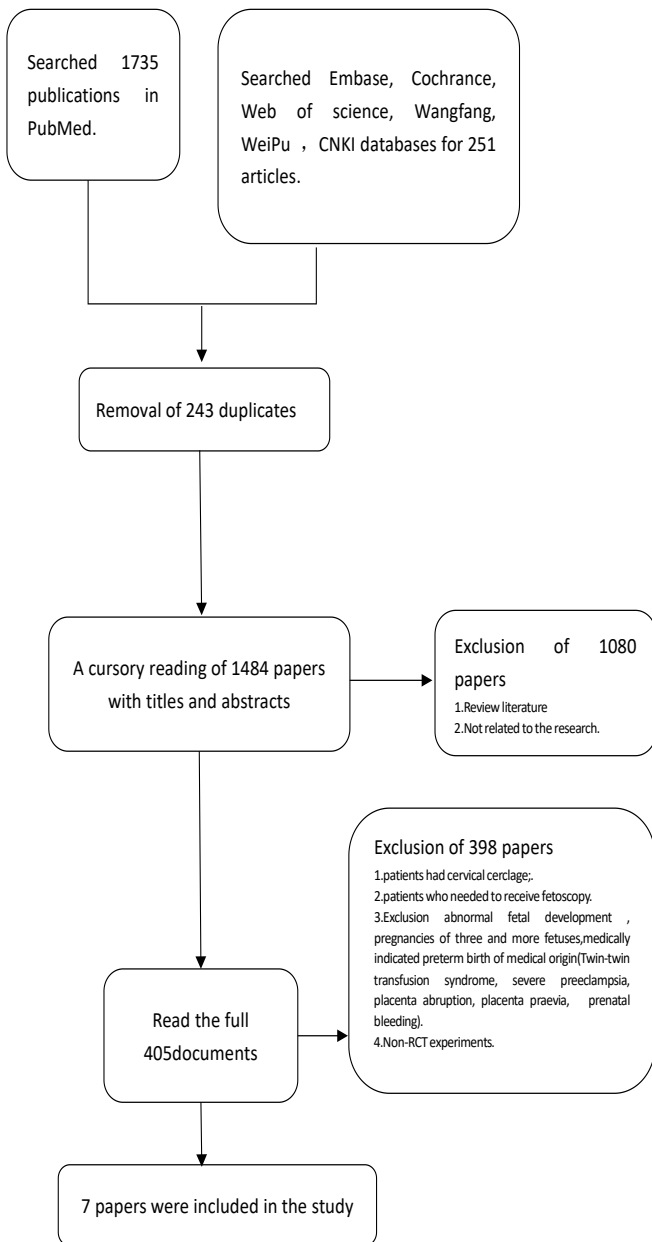 Searched 1735
publications in
PubMed.
Searched Embase, Cochrance,
Web of science, Wangfang,
WeiPu ，CNKI databases for 251
articles.
Removal of 243 duplicates
A cursory reading of 1484 papers
with titles and abstracts
Exclusion of 1080
papers
1.Review literature
2.Not related to the research.
Exclusion of 398 papers
1.patients had cervical cerclage;.
2.patients who needed to receive fetoscopy.
3.Exclusion abnormal fetal development ,
pregnancies of three and more fetuses,medically
indicated preterm birth of medical origin(Twin-twin
transfusion syndrome, severe preeclampsia,
placenta abruption, placenta praevia, prenatal
bleeding).
4.Non-RCT experiments.
Read the full
405documents
7 papers were included in the study